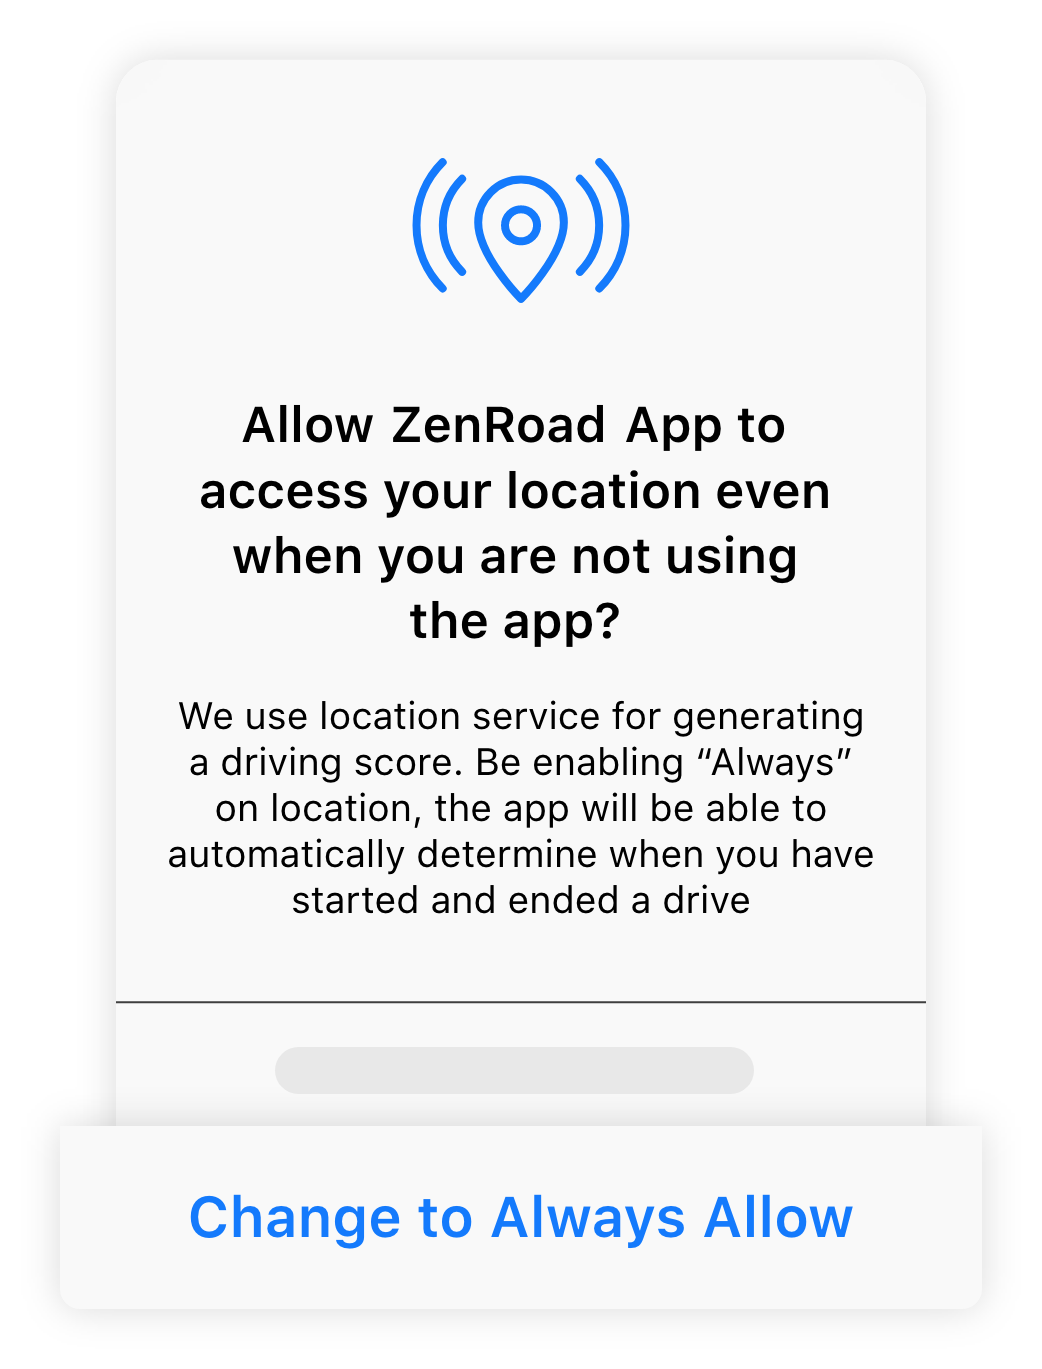 Allow ZenRoad App to
access your location even
when you are not using
the app?
We use location service for generating
a driving score. Be enabling “Always”
on location, the app will be able to
automatically determine when you have
started and ended a drive
Change to Always Allow